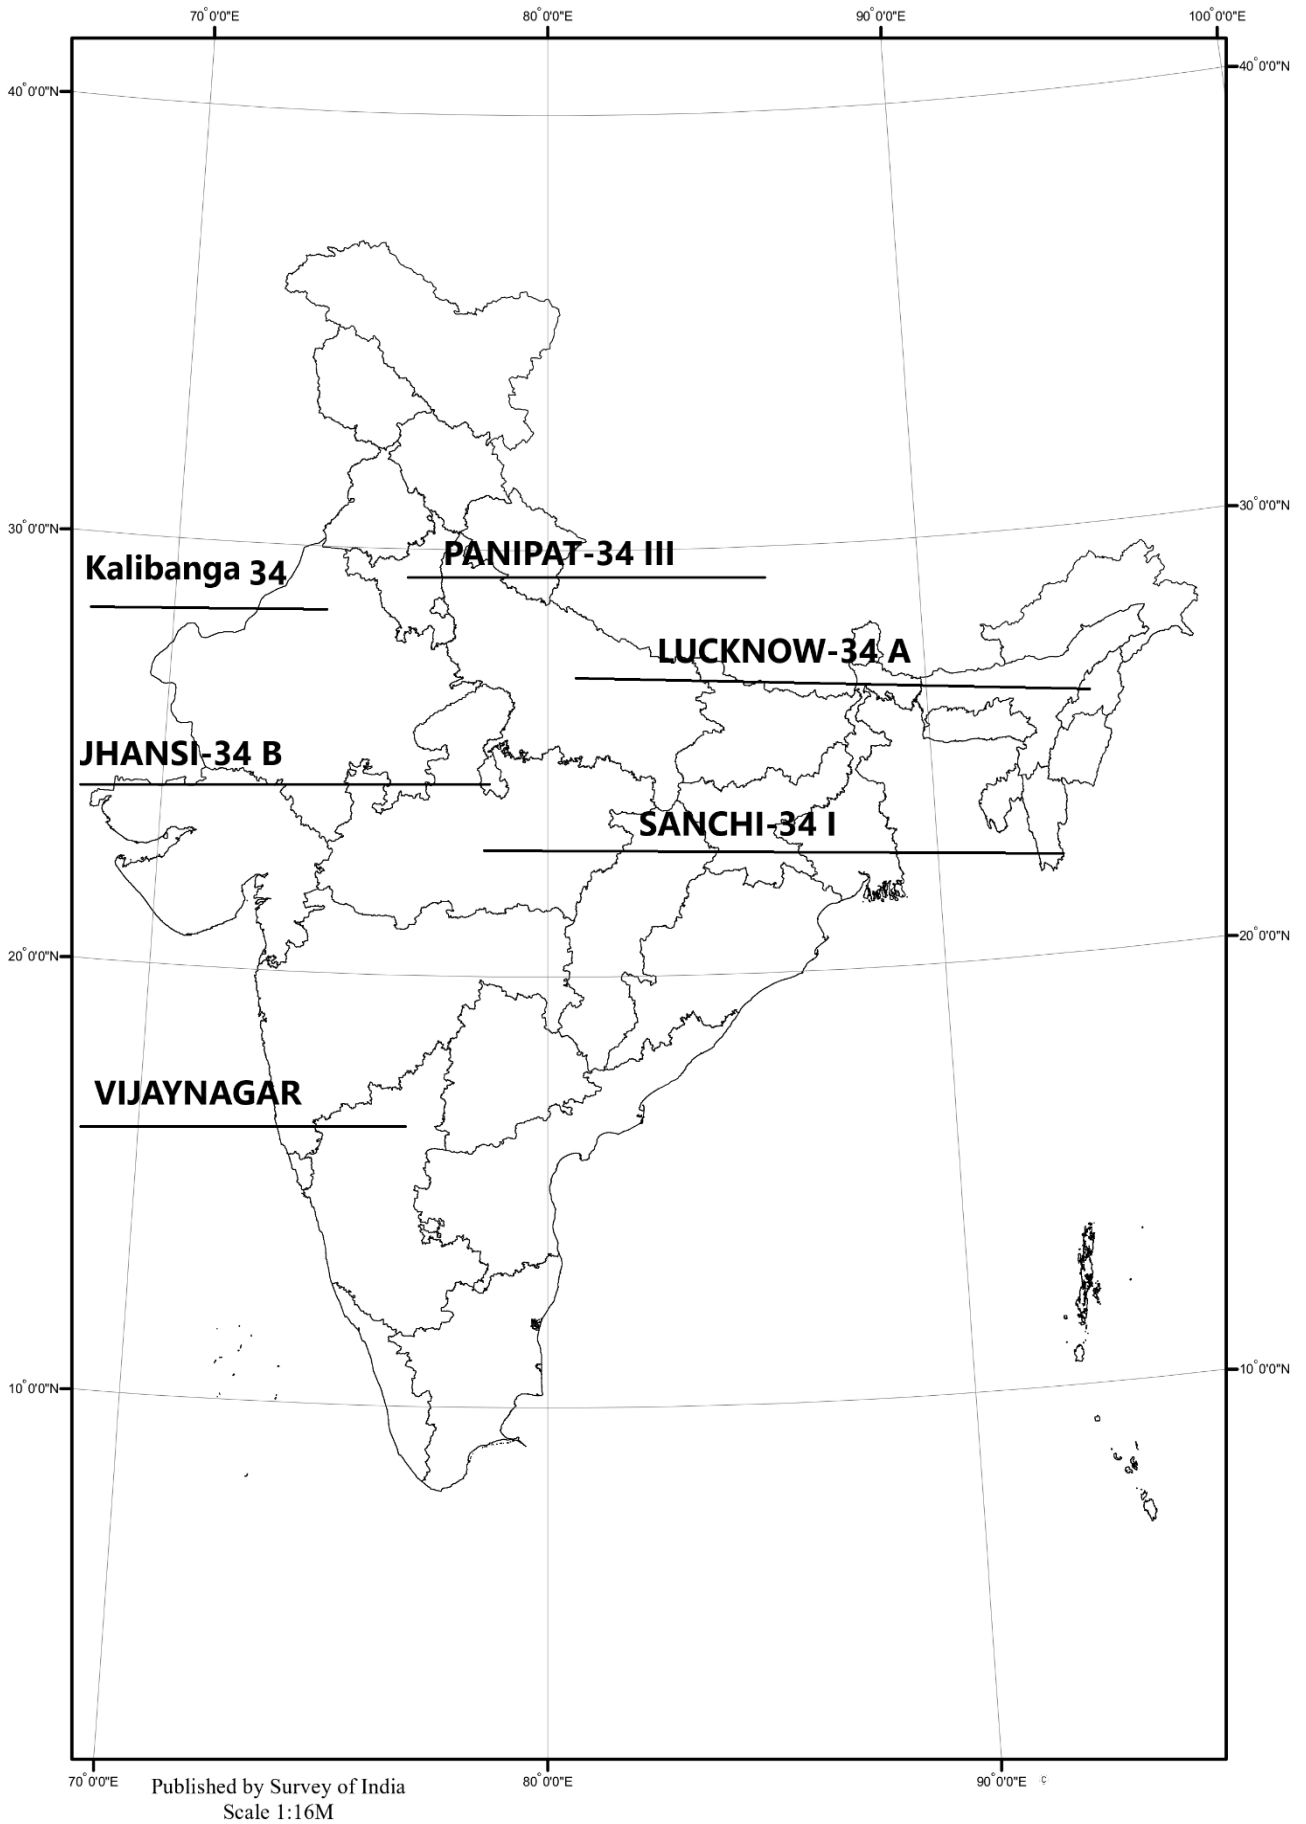 70°0'0"E 80°0'0"E 90°0'0"E 100°0'0"E
40°0'0"N 40°0'0"N
30°0'0"N 30°0'0"N
PANIPAT-34 III
Kalibanga 34
LUCKNOW-34 A
JHANSI-34 B
SANCHI-34 I
20°0'0"N 20°0'0"N
VIJAYNAGAR
10°0'0"N 10°0'0"N
70°0'0"E 80°0'0"E 90°0'0"E
Published by Survey of India
Scale 1:16M